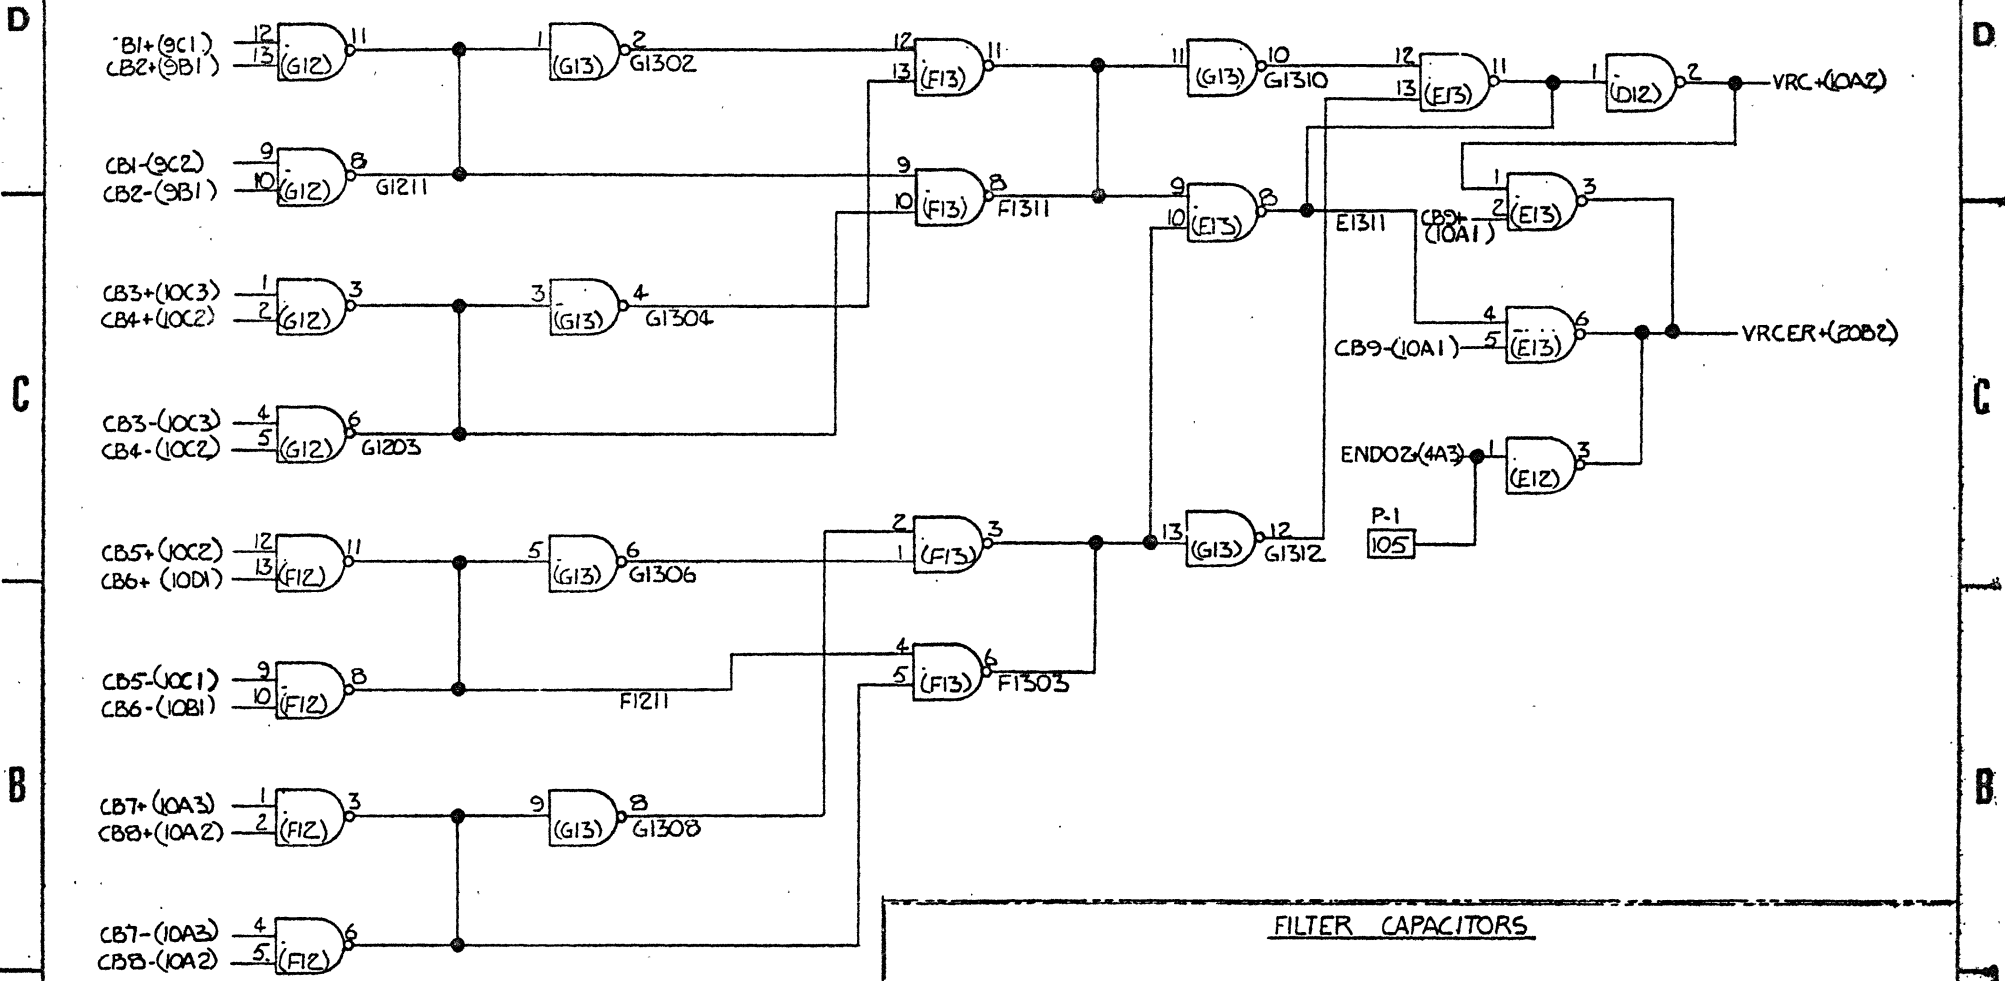 D
D
B1+(9C1)
CB2+(9B1)
12
13
(G12)
11
1
(G13)
2
G1302
12
13
(F13)
11
11
(G13)
10
G1310
12
13
(E13)
11
1
(D12)
2
VRC+(10A2)
CB1-(9C2)
CB2-(9B1)
9
10
(G12)
8
G1211
9
10
(F13)
8
F1311
9
10
(E13)
8
E1311
CB9+
(10A1)
1
2
(E13)
3
CB3+(10C3)
CB4+(10C2)
1
2
(G12)
3
3
(G13)
4
G1304
CB9-(10A1)
4
5
(E13)
6
VRCER+(20B2)
C
C
CB3-(10C3)
CB4-(10C2)
4
5
(G12)
6
G1203
ENDO2+(4A3)
1
(E12)
3
P-1
105
CB5+(10C2)
CB6+ (10D1)
12
13
(F12)
11
5
(G13)
6
G1306
2
1
(F13)
3
13
(G13)
12
G1312
CB5-(10C1)
CB6-(10B1)
9
10
(F12)
8
F1211
4
5
(F13)
6
F1303
B
B
CB7+(10A3)
CB8+(10A2)
1
2
(F12)
3
9
(G13)
8
G1308
CB7-(10A3)
CB8-(10A2)
4
5
(F12)
6
FILTER CAPACITORS